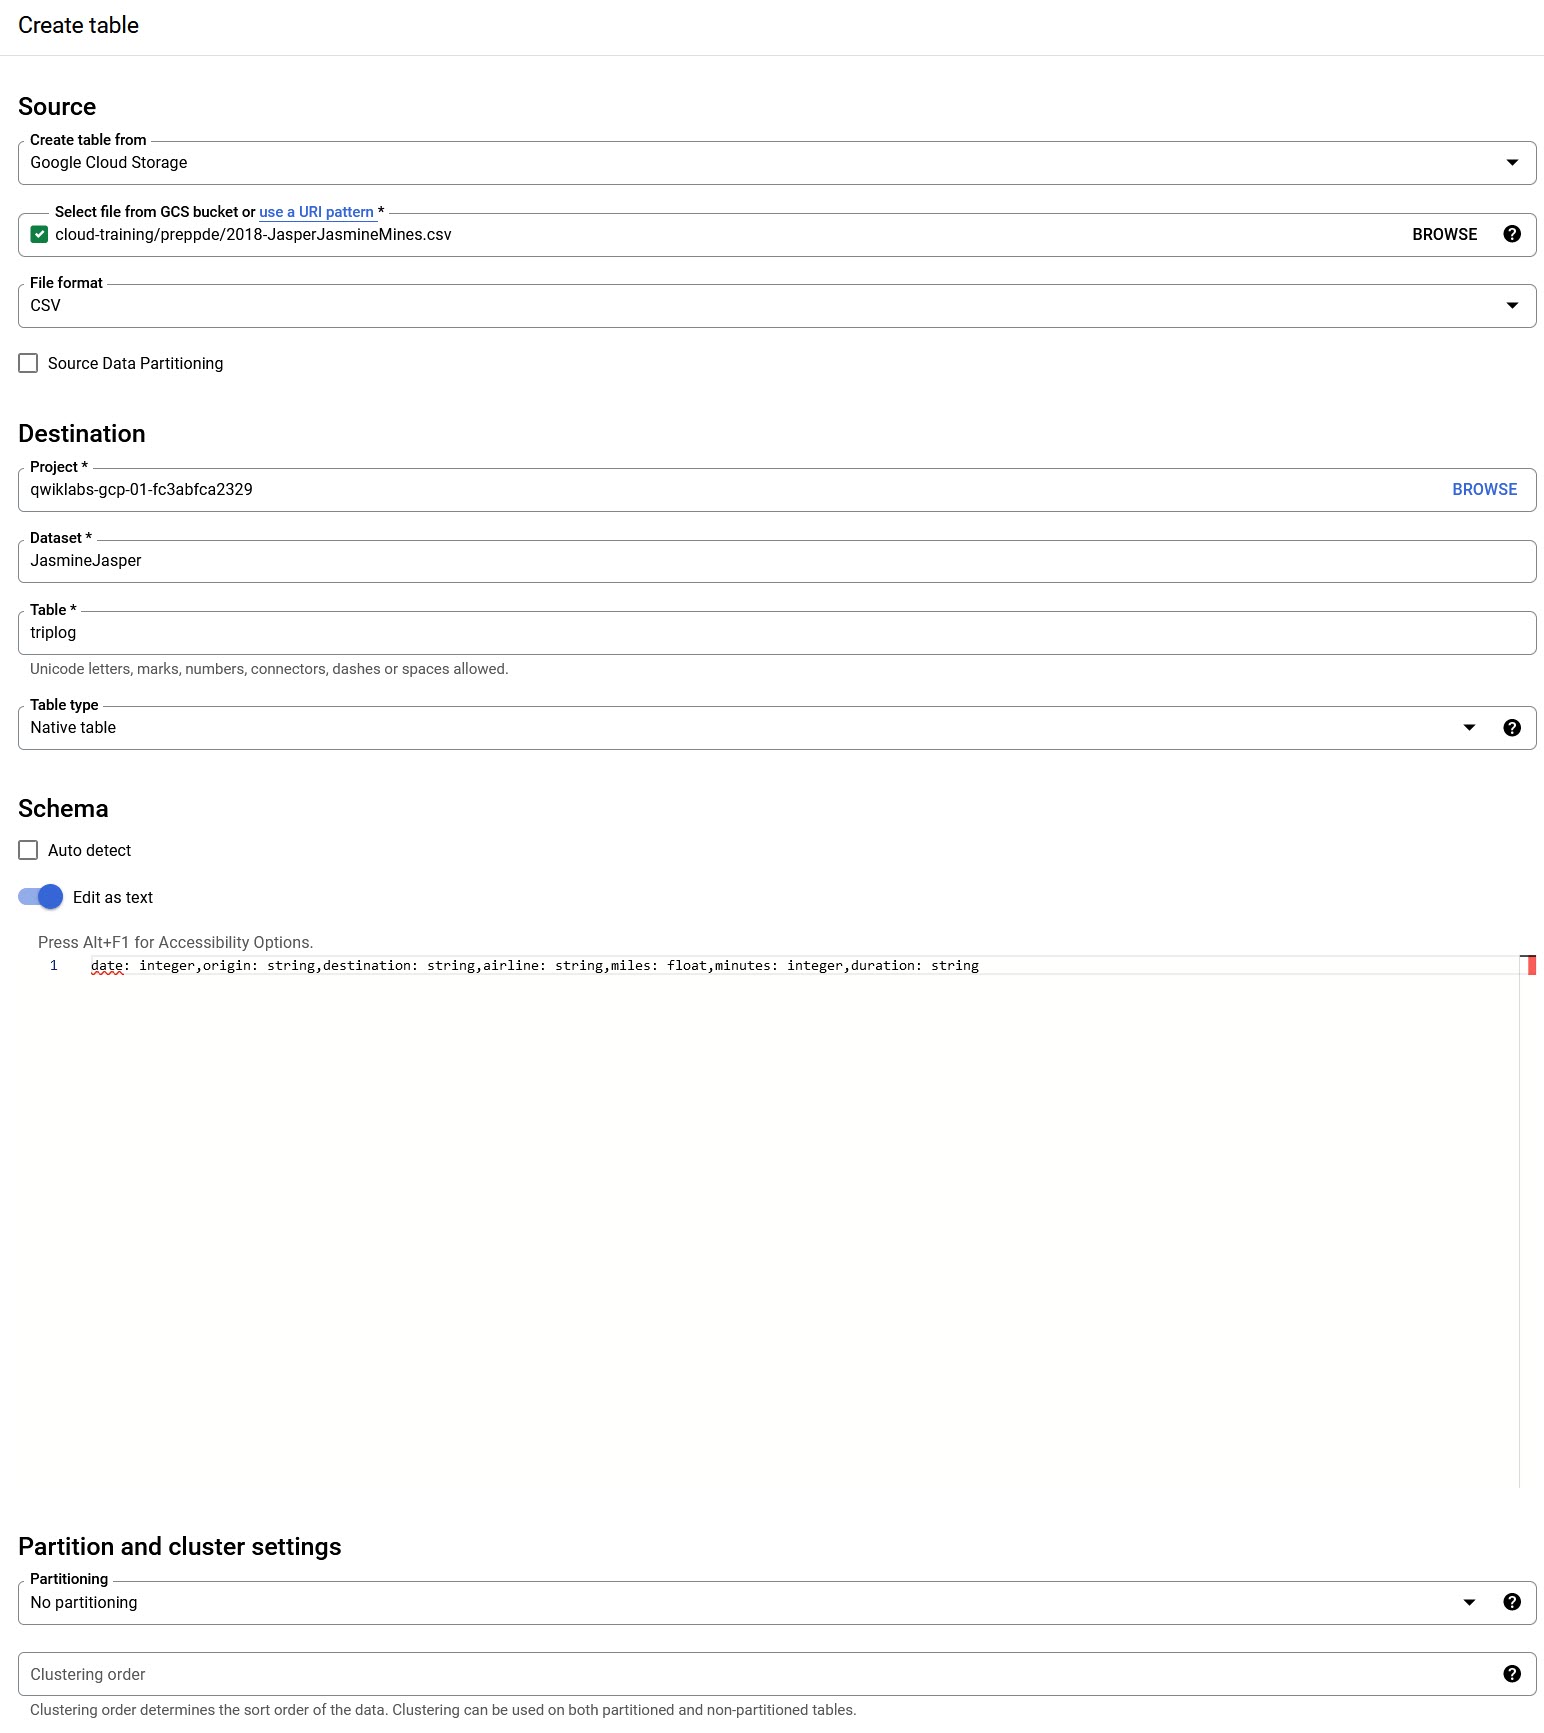 Create table
Source
Create table from
Google Cloud Storage
Select file from GCS bucket or use a URI pattern *
cloud-training/preppde/2018-JasperJasmineMines.csv BROWSE
File format
CSV
Source Data Partitioning
Destination
Project *
qwiklabs-gcp-01-fc3abfca2329 BROWSE
Dataset *
JasmineJasper
Table *
triplog
Unicode letters, marks, numbers, connectors, dashes or spaces allowed.
Table type
Native table
Schema
Auto detect
Edit as text
Press Alt+F1 for Accessibility Options.
1 date: integer,origin: string,destination: string,airline: string,miles: float,minutes: integer,duration: string
Partition and cluster settings
Partitioning
No partitioning
Clustering order
Clustering order determines the sort order of the data. Clustering can be used on both partitioned and non-partitioned tables.